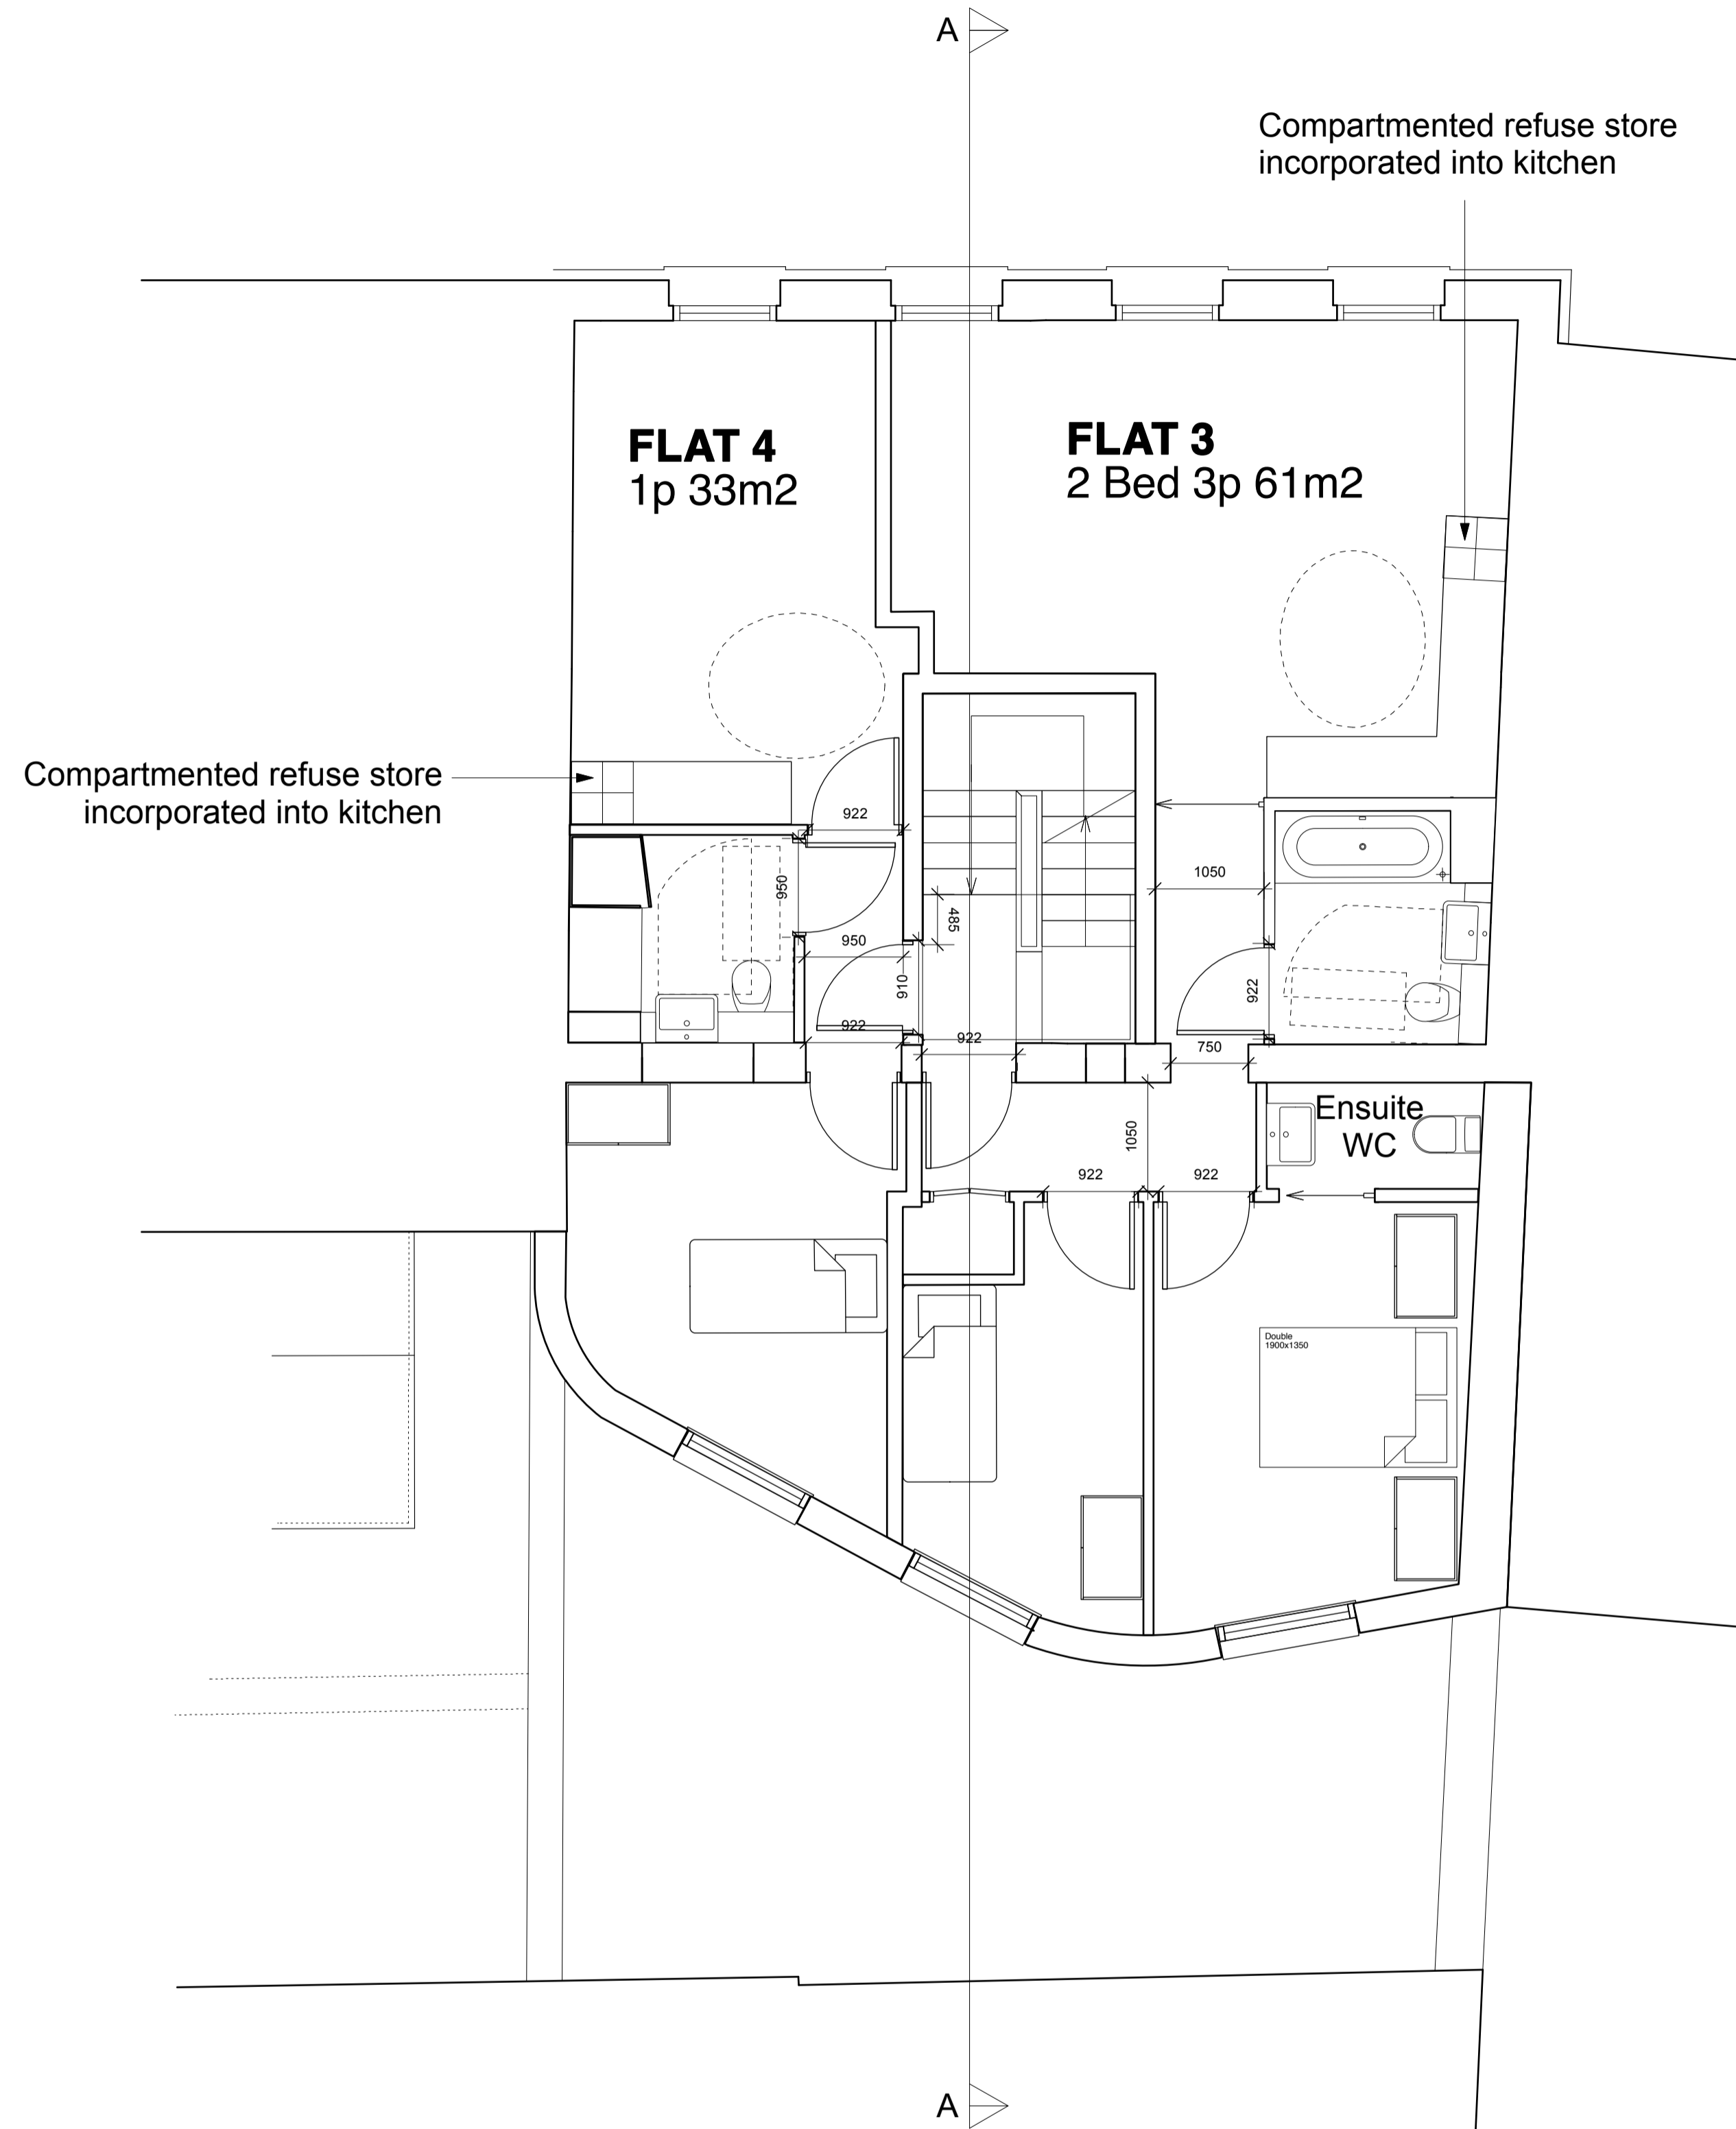 A
Compartmented refuse store
incorporated into kitchen
FLAT 4
1p 33m2
FLAT 3
2 Bed 3p 61m2
Compartmented refuse store
incorporated into kitchen
922
950
950
485
910
922
922
1050
922
750
1050
922
922
Ensuite
WC
Double
1900x1350
A